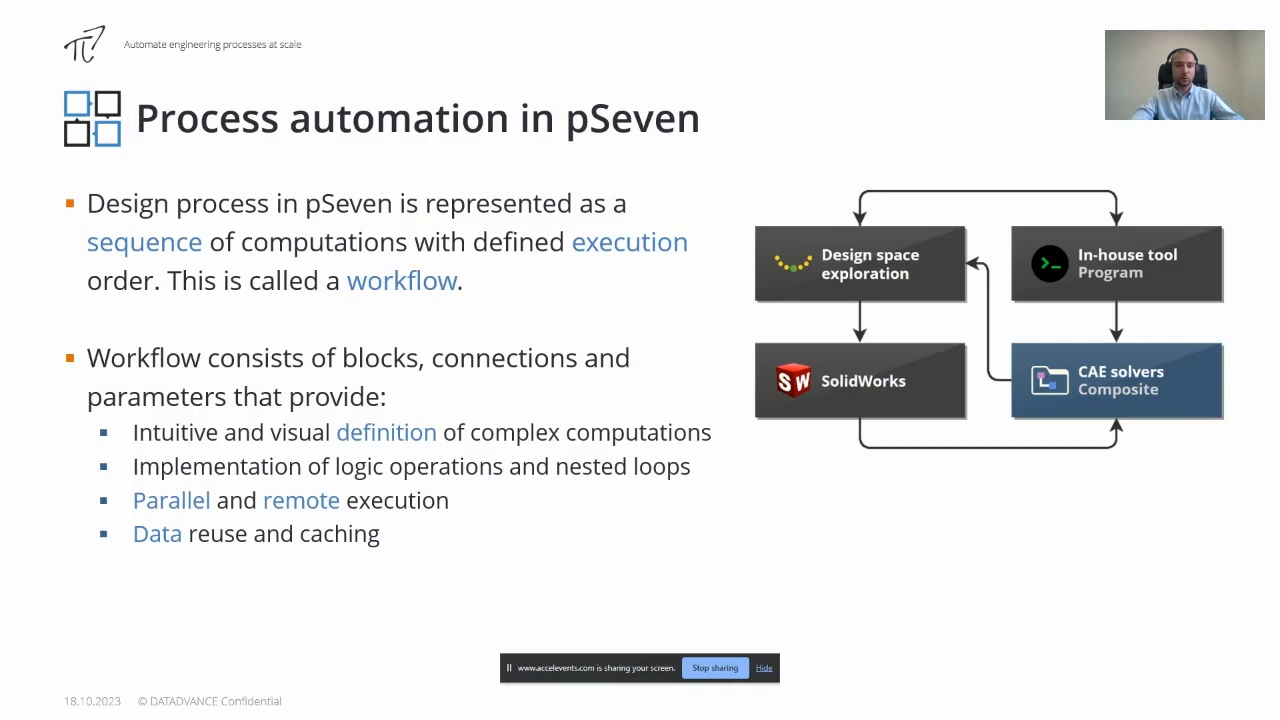 Automate engineering processes at scale
Process automation in pSeven
Design process in pSeven is represented as a
sequence of computations with defined execution
order. This is called a workflow.
Workflow consists of blocks, connections and
parameters that provide:
Intuitive and visual definition of complex computations
Implementation of logic operations and nested loops
Parallel and remote execution
Data reuse and caching
Design space
exploration
In-house tool
Program
SW
SolidWorks
CAE solvers
Composite
www.accelevents.com is sharing your screen. Stop sharing Hide
18.10.2023 © DATADVANCE Confidential